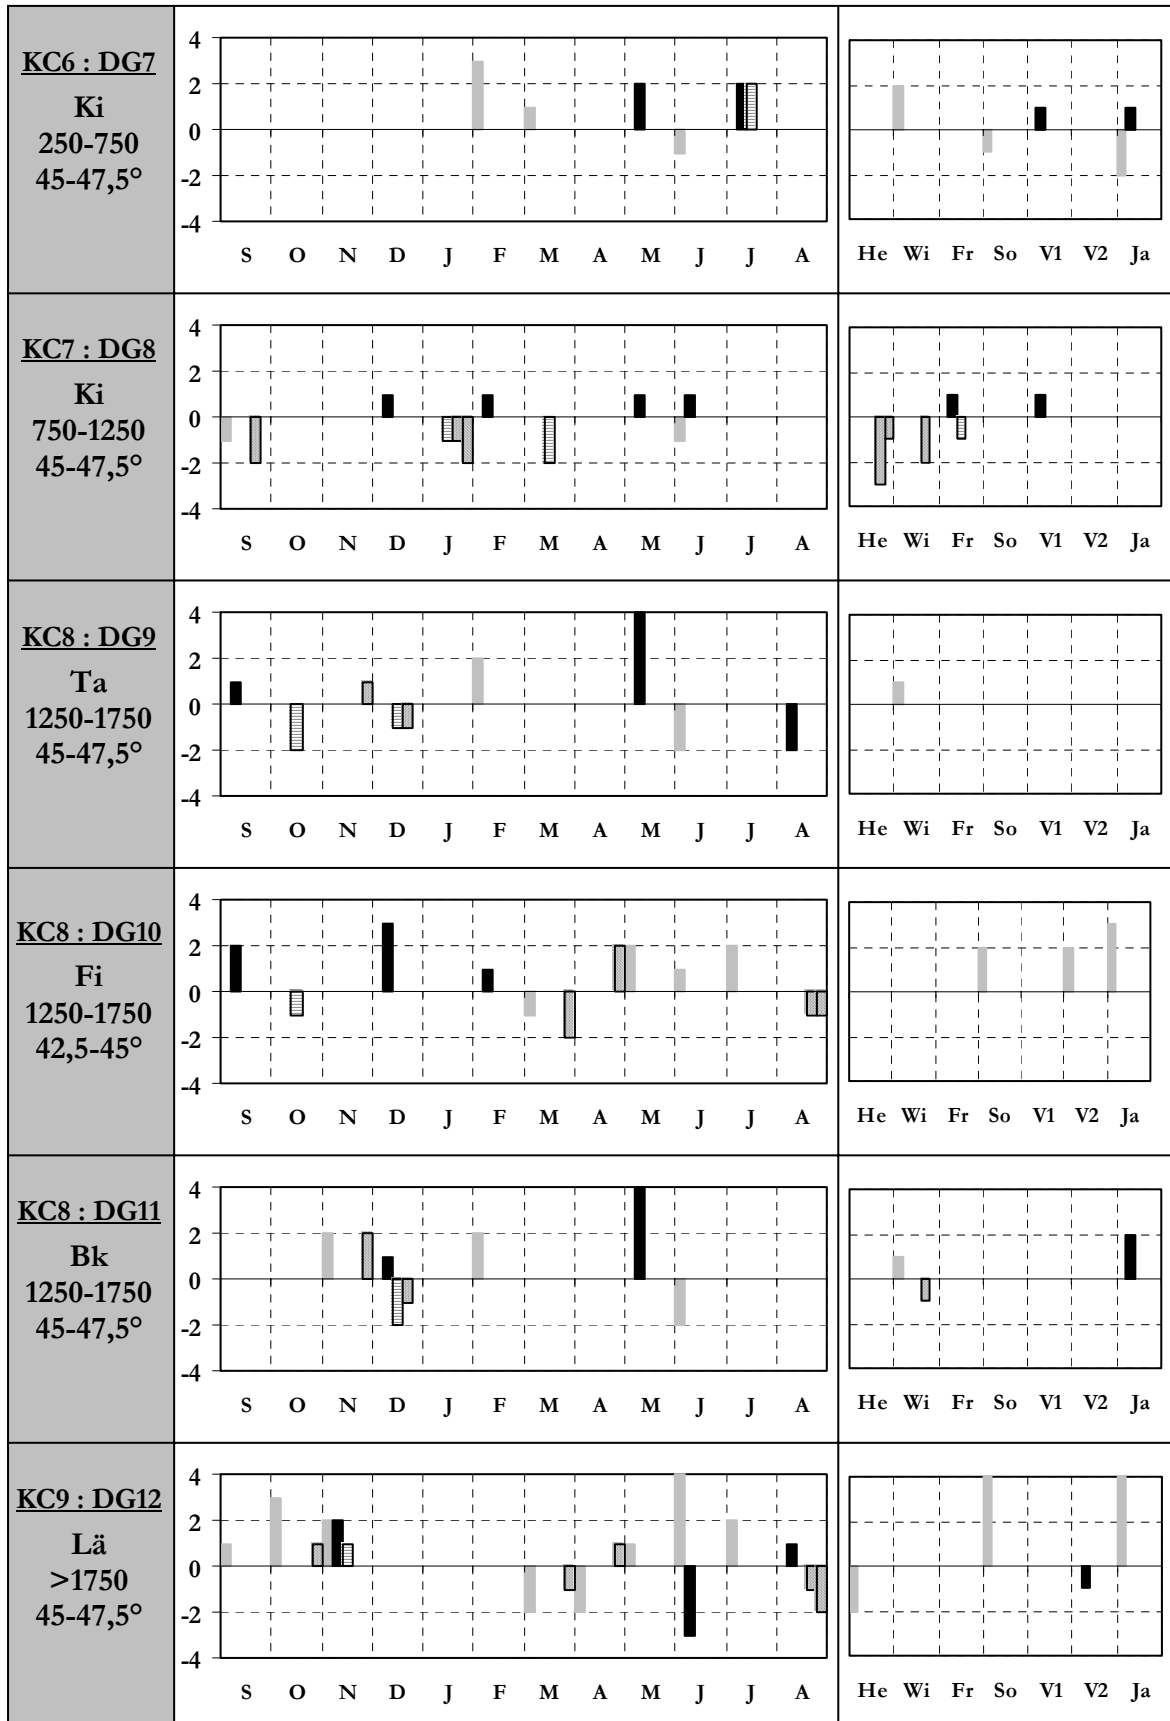 KC6 : DG7
Ki
250-750
45-47,5°
4
2
0
-2
-4
S O N D J F M A M J J A
He Wi Fr So V1 V2 Ja
KC7 : DG8
Ki
750-1250
45-47,5°
4
2
0
-2
-4
S O N D J F M A M J J A
He Wi Fr So V1 V2 Ja
KC8 : DG9
Ta
1250-1750
45-47,5°
4
2
0
-2
-4
S O N D J F M A M J J A
He Wi Fr So V1 V2 Ja
KC8 : DG10
Fi
1250-1750
42,5-45°
4
2
0
-2
-4
S O N D J F M A M J J A
He Wi Fr So V1 V2 Ja
KC8 : DG11
Bk
1250-1750
45-47,5°
4
2
0
-2
-4
S O N D J F M A M J J A
He Wi Fr So V1 V2 Ja
KC9 : DG12
Lä
>1750
45-47,5°
4
2
0
-2
-4
S O N D J F M A M J J A
He Wi Fr So V1 V2 Ja